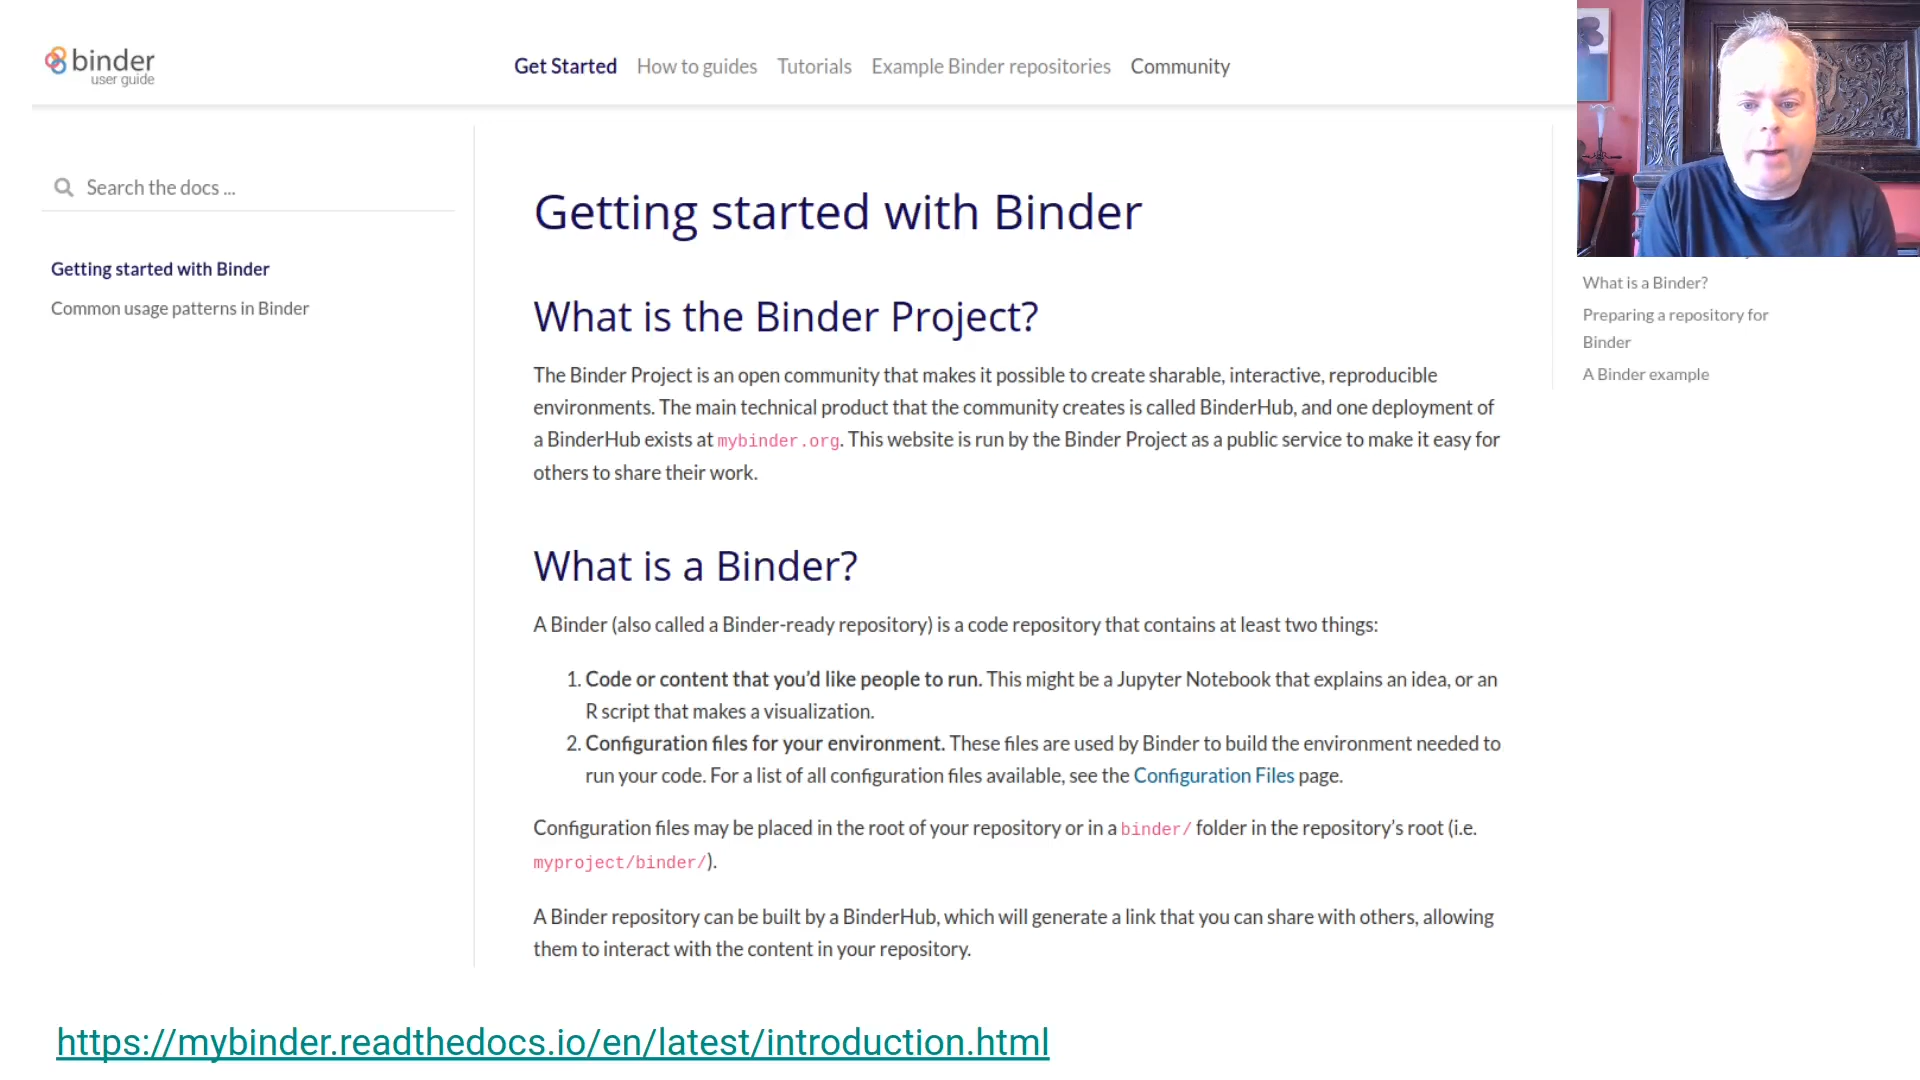 binder
user guide
Get Started How to guides Tutorials Example Binder repositories Community
Search the docs ...
Getting started with Binder
Common usage patterns in Binder
Getting started with Binder
What is the Binder Project?
The Binder Project is an open community that makes it possible to create sharable, interactive, reproducible
environments. The main technical product that the community creates is called BinderHub, and one deployment of
a BinderHub exists at mybinder.org. This website is run by the Binder Project as a public service to make it easy for
others to share their work.
What is a Binder?
A Binder (also called a Binder-ready repository) is a code repository that contains at least two things:
1. Code or content that you’d like people to run. This might be a Jupyter Notebook that explains an idea, or an
R script that makes a visualization.
2. Configuration files for your environment. These files are used by Binder to build the environment needed to
run your code. For a list of all configuration files available, see the Configuration Files page.
Configuration files may be placed in the root of your repository or in a binder/ folder in the repository’s root (i.e.
myproject/binder/).
A Binder repository can be built by a BinderHub, which will generate a link that you can share with others, allowing
them to interact with the content in your repository.
What is a Binder?
Preparing a repository for
Binder
A Binder example
https://mybinder.readthedocs.io/en/latest/introduction.html